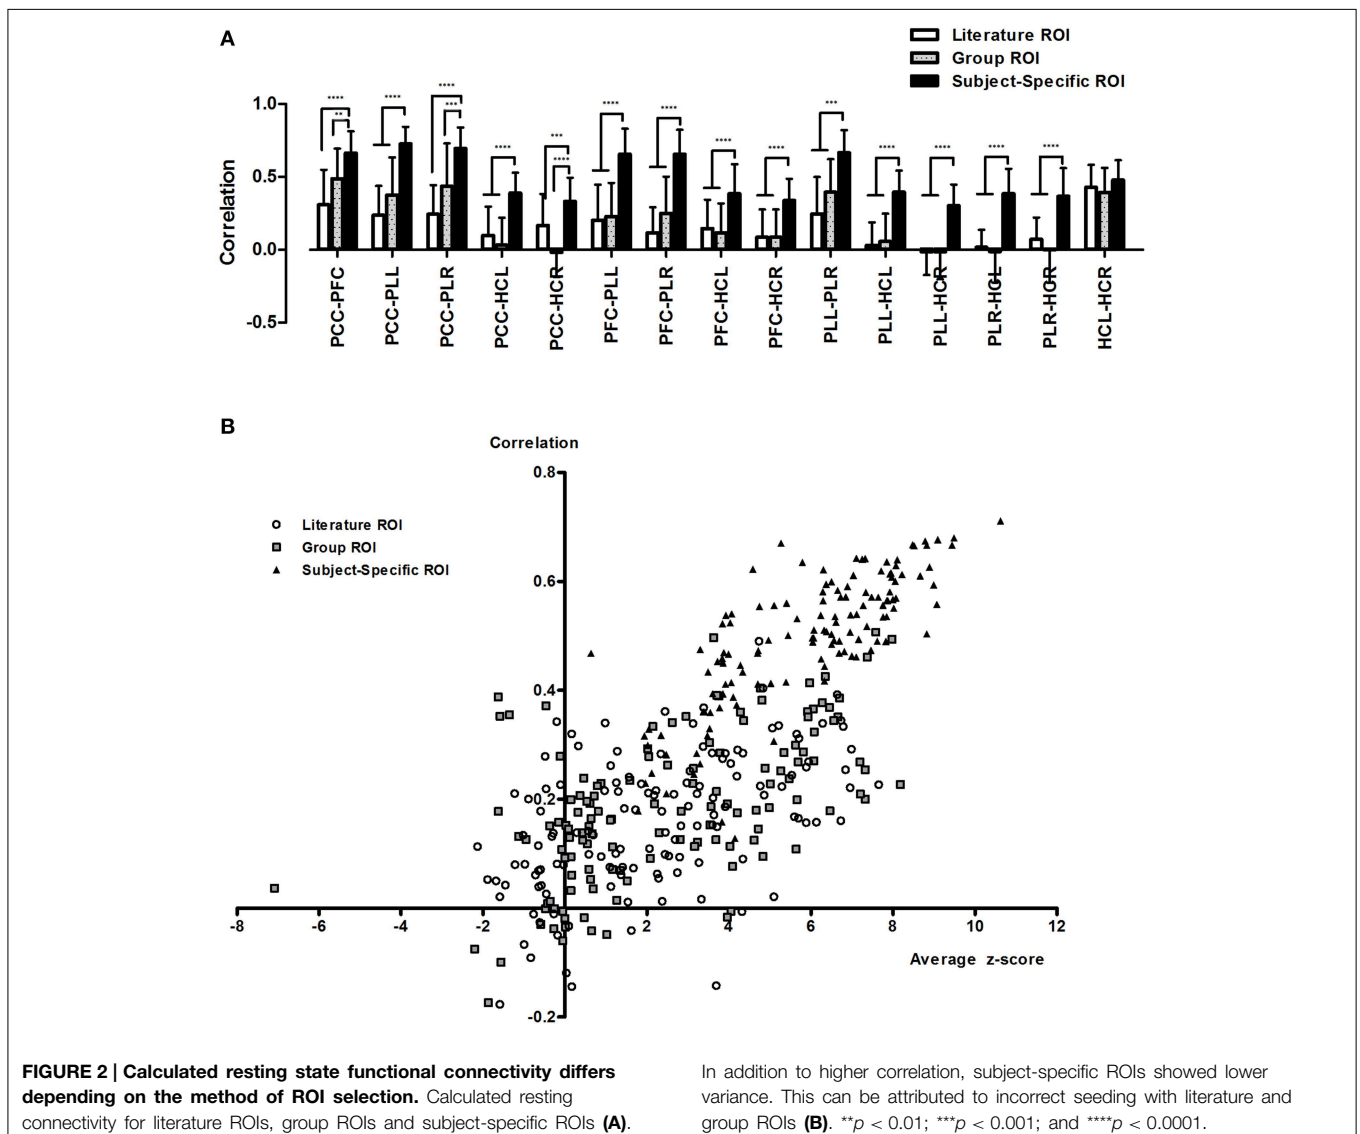 A
Literature ROI
Group ROI
Subject-Specific ROI
**** ** **** **** *** **** *** **** **** **** **** **** *** **** **** **** ****
1.0
0.5
0.0
-0.5
Correlation
PCC-PFC
PCC-PLL
PCC-PLR
PCC-HCL
PCC-HCR
PFC-PLL
PFC-PLR
PFC-HCL
PFC-HCR
PLL-PLR
PLL-HCL
PLL-HCR
PLR-HCL
PLR-HCR
HCL-HCR
B
Correlation
0.8
Literature ROI
Group ROI
Subject-Specific ROI
0.6
0.4
0.2
-8 -6 -4 -2 2 4 6 8 10 12
Average z-score
-0.2
FIGURE 2 | Calculated resting state functional connectivity differs
depending on the method of ROI selection. Calculated resting
connectivity for literature ROIs, group ROIs and subject-specific ROIs (A).
In addition to higher correlation, subject-specific ROIs showed lower
variance. This can be attributed to incorrect seeding with literature and
group ROIs (B). **p < 0.01; ***p < 0.001; and ****p < 0.0001.